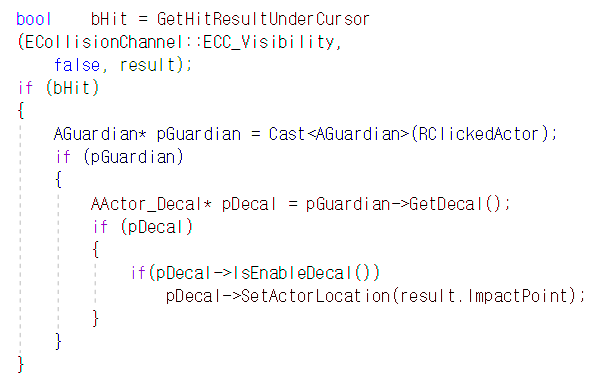 bool    bHit = GetHitResultUnderCursor
(ECollisionChannel::ECC_Visibility,
    false, result);
if (bHit)
{
    AGuardian* pGuardian = Cast<AGuardian>(RClickedActor);
    if (pGuardian)
    {
        AActor_Decal* pDecal = pGuardian->GetDecal();
        if (pDecal)
        {
            if(pDecal->IsEnableDecal())
                pDecal->SetActorLocation(result.ImpactPoint);
        }
    }
}